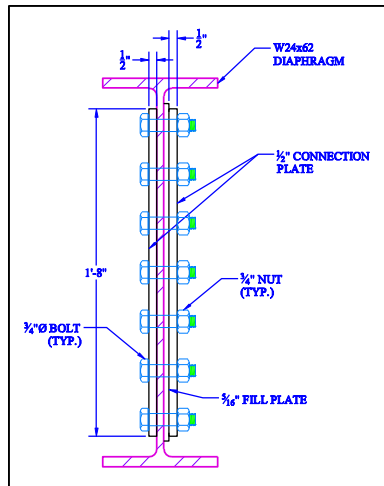 ½"
½"
W24x62
DIAPHRAGM
½" CONNECTION
PLATE
1'-8"
¾" NUT
(TYP.)
¾"Ø BOLT
(TYP.)
5⁄16" FILL PLATE